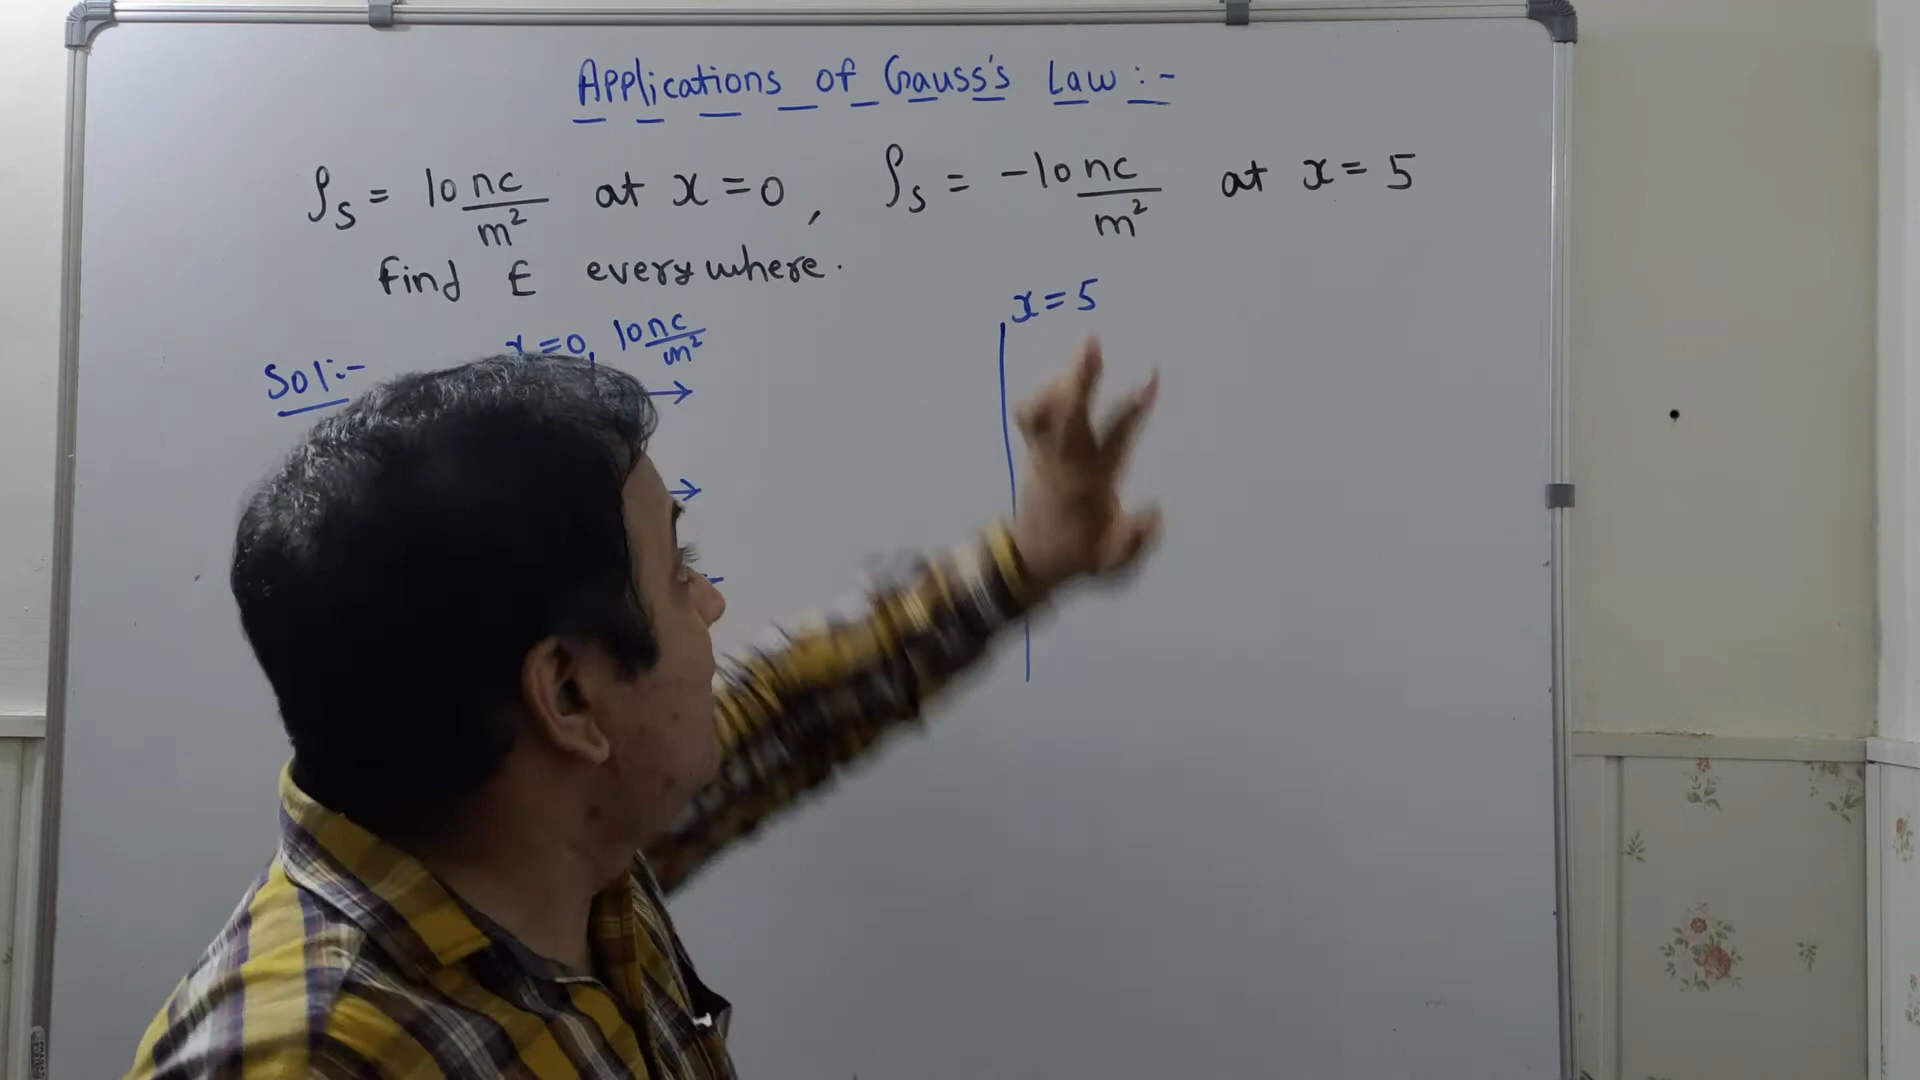 Applications of Gauss's Law :-
ρs = 10 nc/m² at x = 0, ρs = -10 nc/m² at x = 5
Find E everywhere.
x = 5
Sol:- x = 0, 10 nc/m²